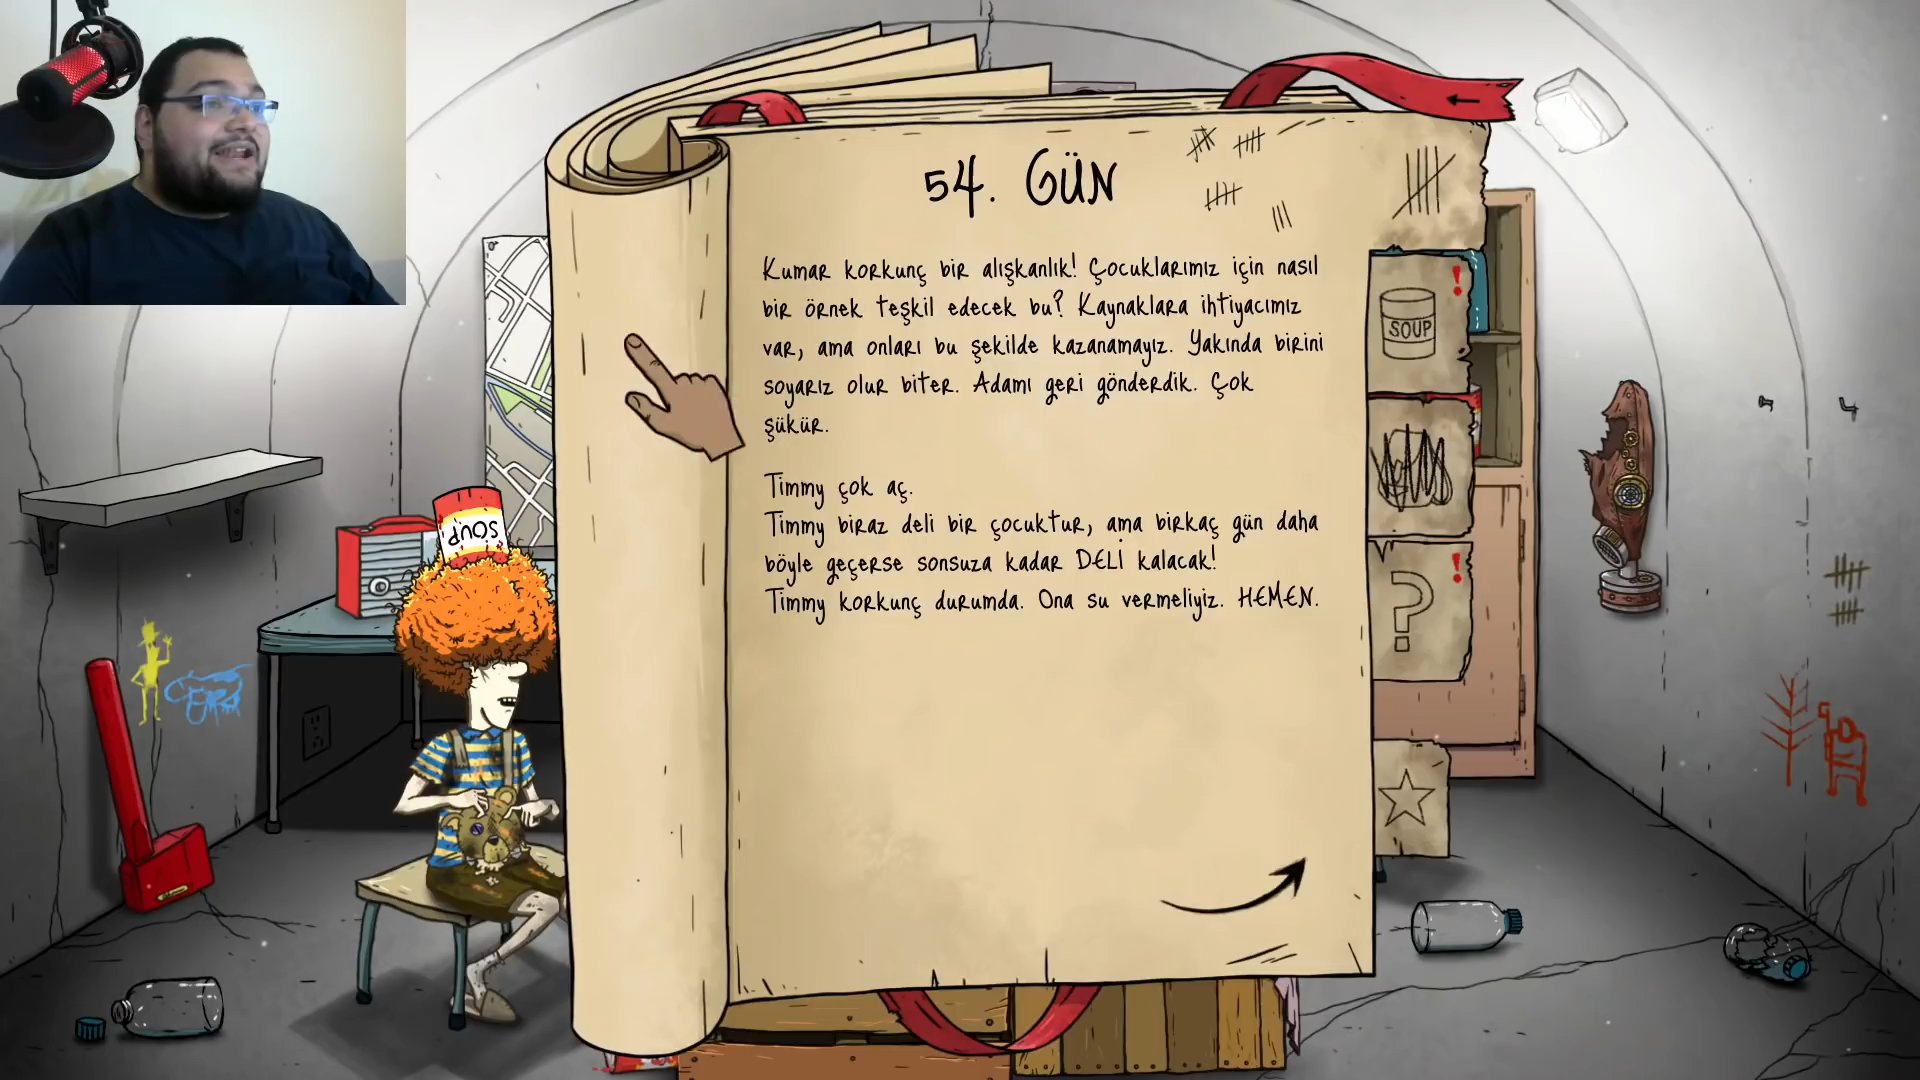 54. GÜN
Kumar korkunç bir alışkanlık! Çocuklarımız için nasıl
bir örnek teşkil edecek bu? Kaynaklara ihtiyacımız
var, ama onları bu şekilde kazanamayız. Yakında birini
soyarız olur biter. Adamı geri gönderdik. Çok
şükür.
Timmy çok aç.
Timmy biraz deli bir çocuktur, ama birkaç gün daha
böyle geçerse sonsuza kadar DELİ kalacak!
Timmy korkunç durumda. Ona su vermeliyiz. HEMEN.
!
SOUP
!
?
SOUP